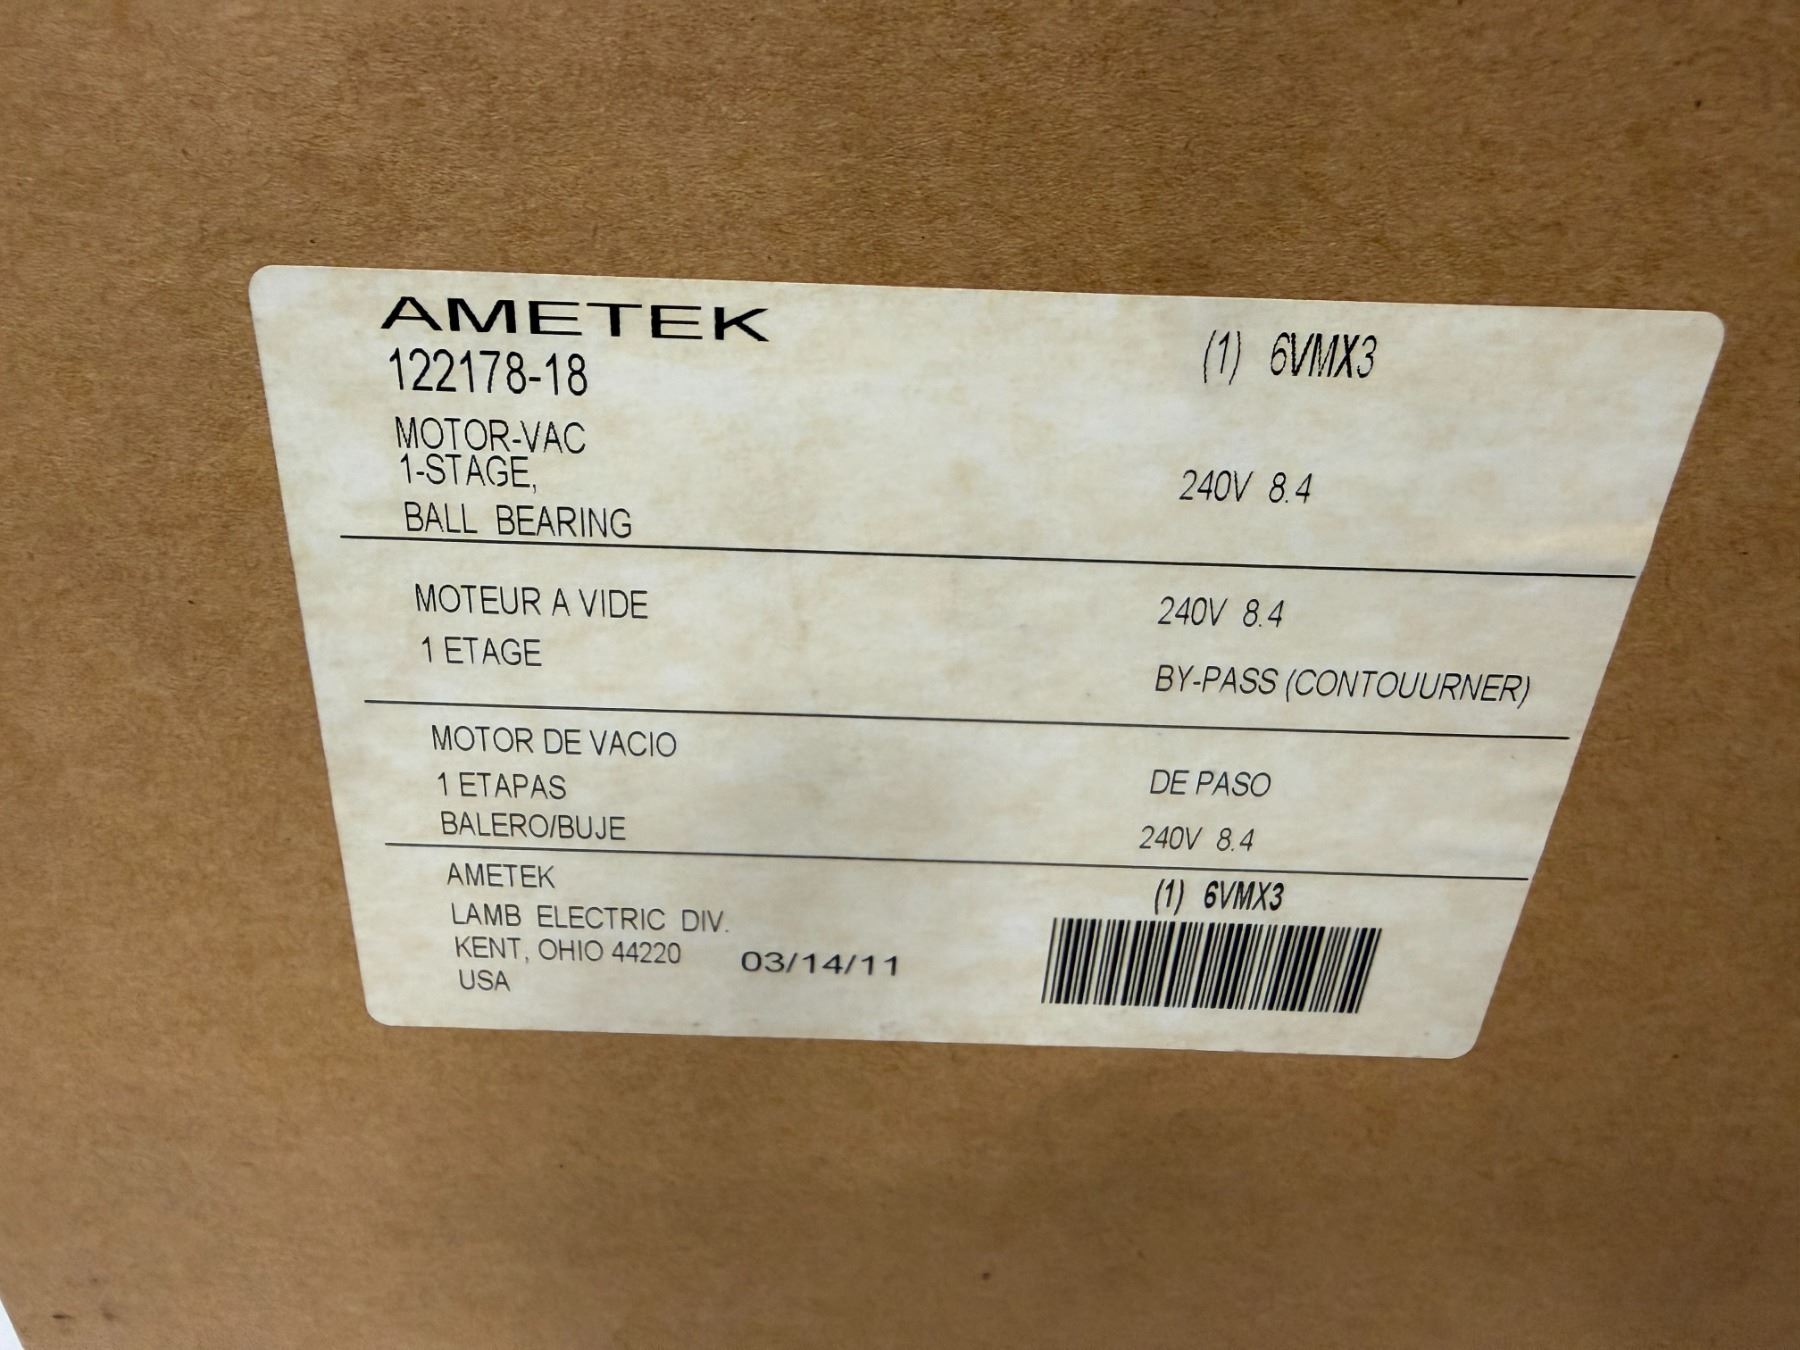 AMETEK
122178-18 (1) 6VMX3
MOTOR-VAC
1-STAGE, 240V 8.4
BALL BEARING
MOTEUR A VIDE 240V 8.4
1 ETAGE BY-PASS (CONTOUURNER)
MOTOR DE VACIO
1 ETAPAS DE PASO
BALERO/BUJE 240V 8.4
AMETEK (1) 6VMX3
LAMB ELECTRIC DIV.
KENT, OHIO 44220 03/14/11
USA